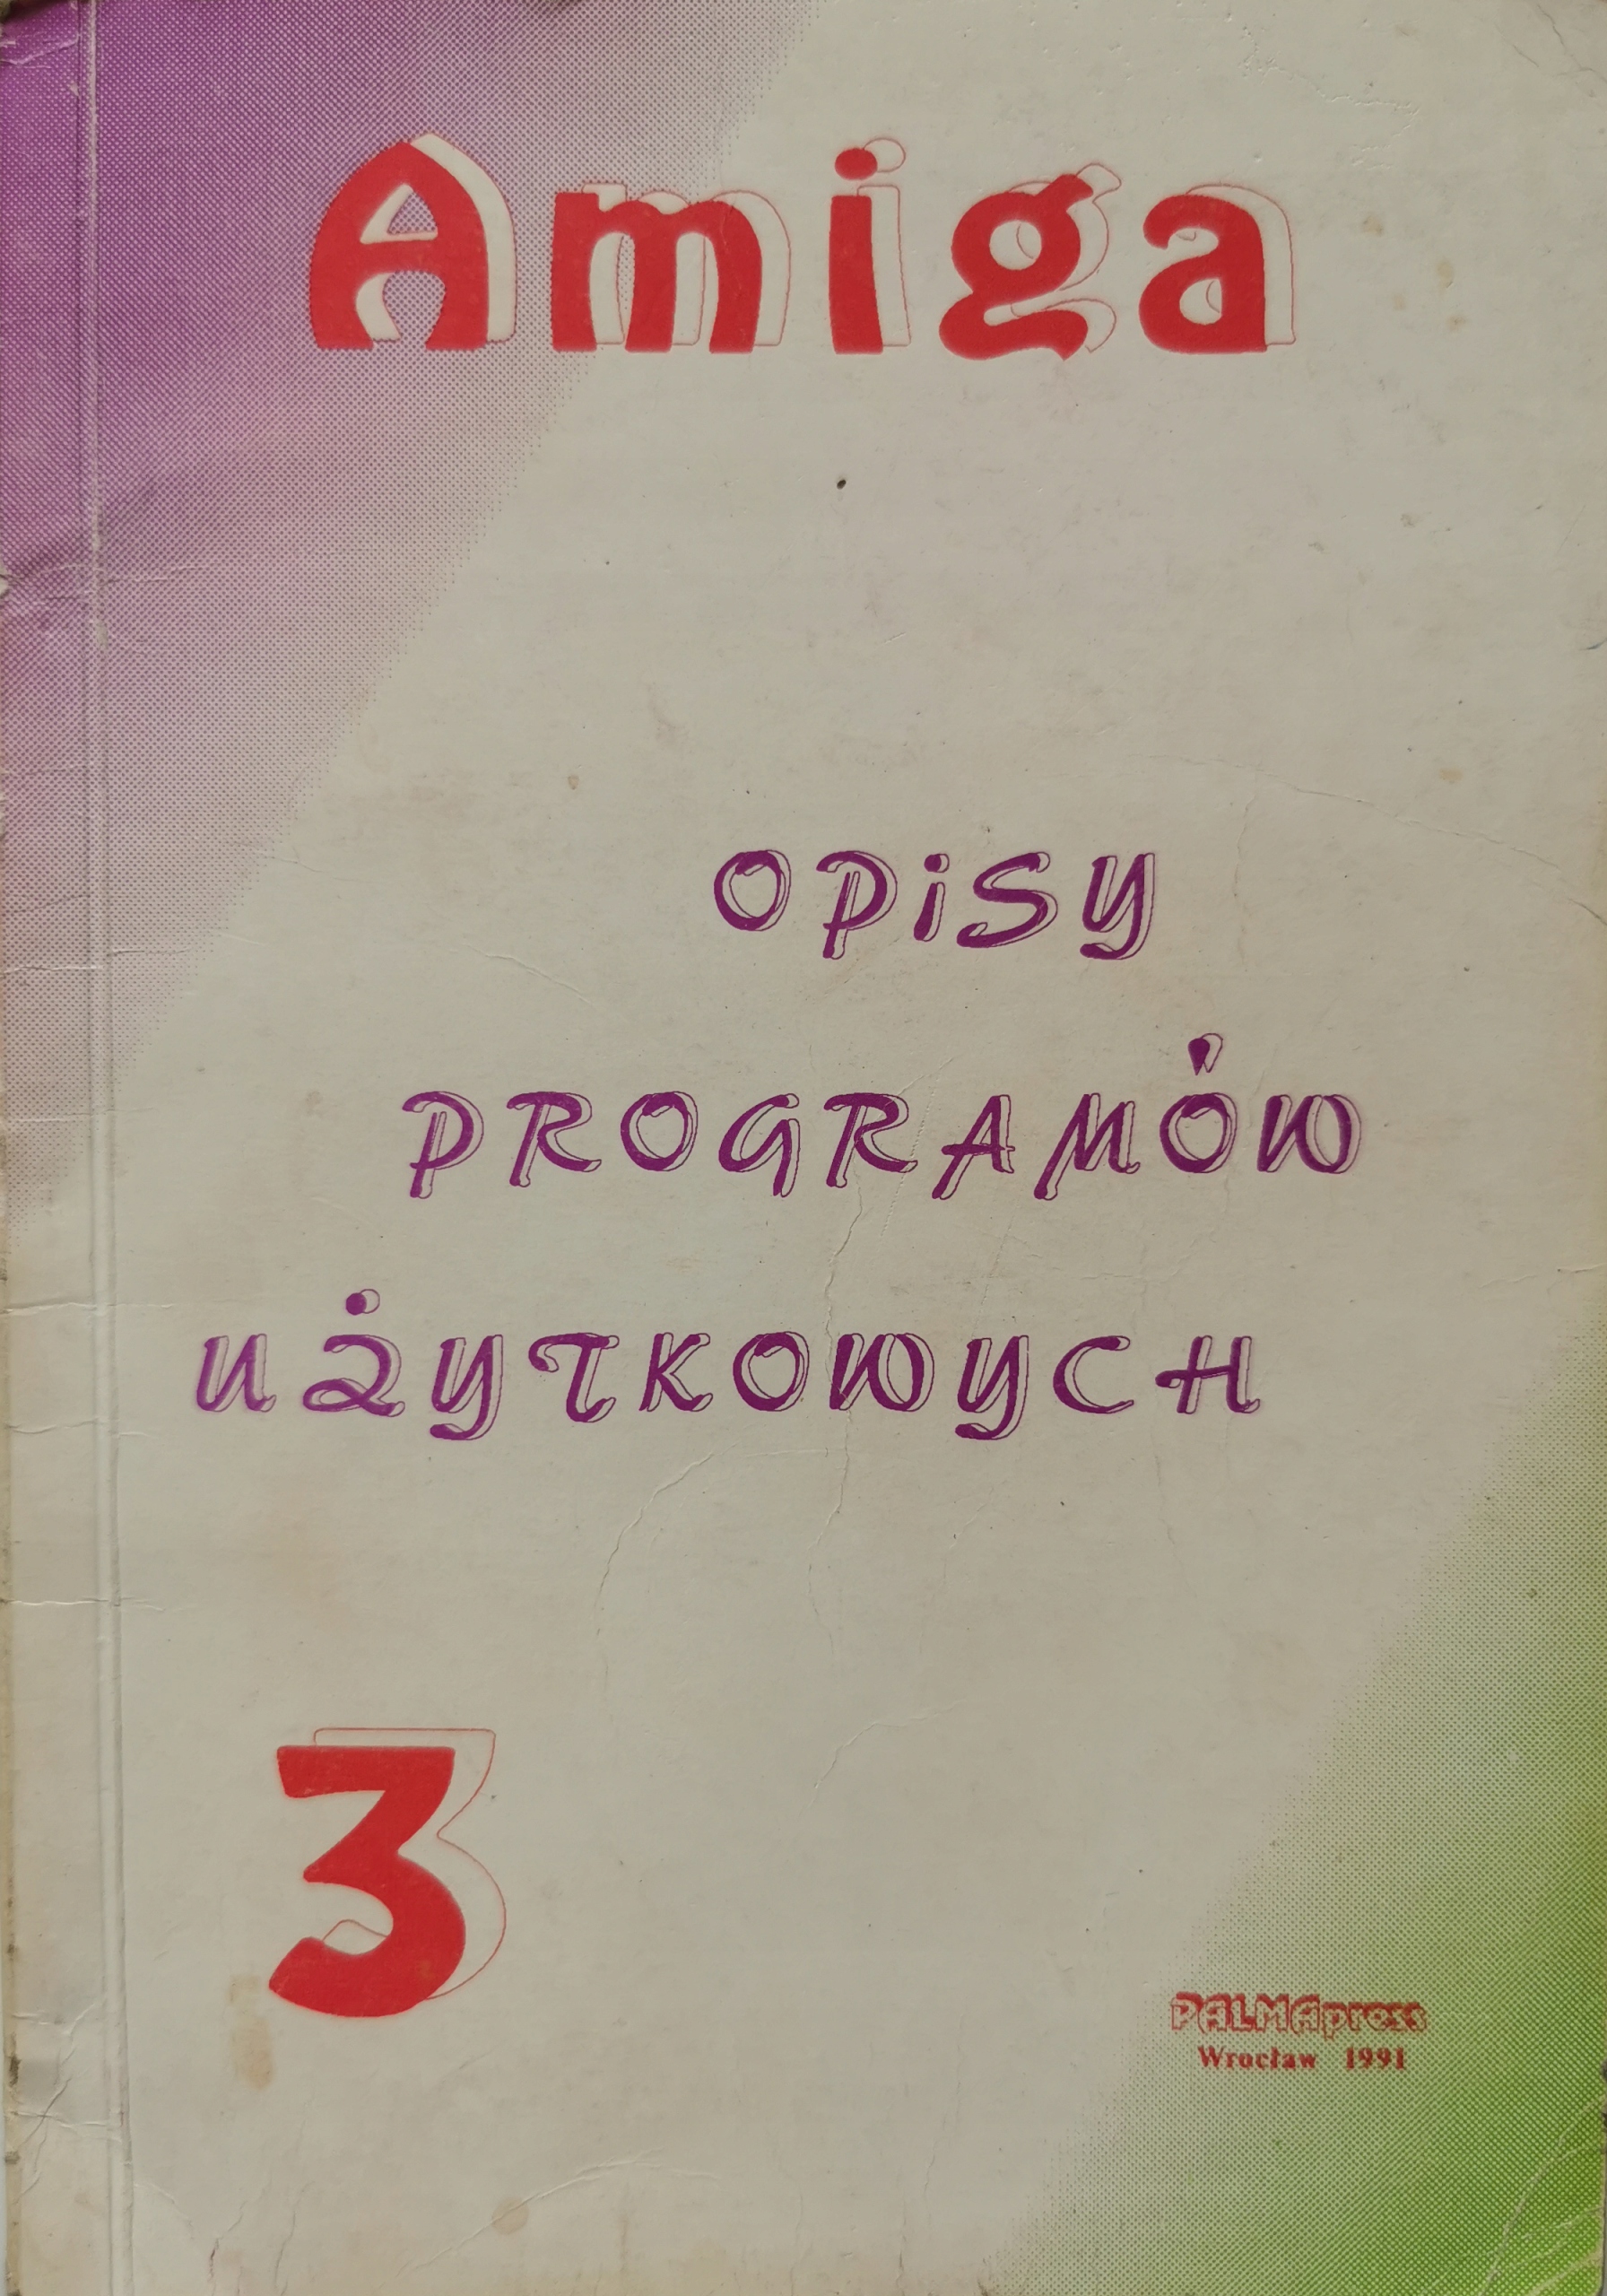 Amiga
OPiSY
PROGRAMÓW
UŻYTKOWYCH
3
PALMApress
Wrocław 1991